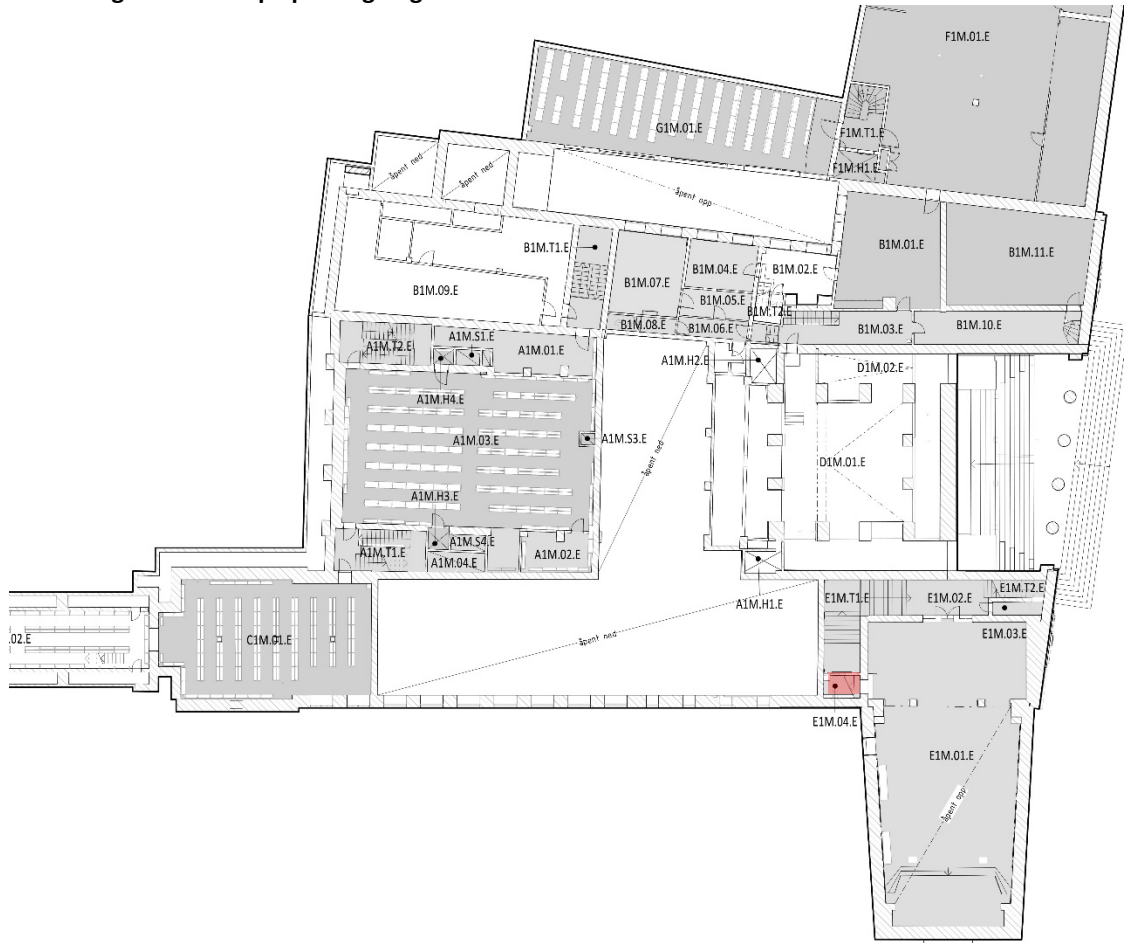 F1M.01.E
G1M.01.E
F1M.T1.E
F1M.H1.E
åpent ned
åpent ned
åpent opp
B1M.T1.E
B1M.04.E
B1M.02.E
B1M.01.E
B1M.11.E
B1M.07.E
B1M.09.E
B1M.05.E
B1M.T2.E
B1M.08.E
B1M.06.E
B1M.03.E
B1M.10.E
A1M.T2.E
A1M.S1.E
A1M.01.E
A1M.H2.E
D1M.02.E
A1M.H4.E
A1M.03.E
A1M.S3.E
åpent ned
D1M.01.E
A1M.H3.E
A1M.S4.E
A1M.T1.E
A1M.04.E
A1M.02.E
A1M.H1.E
E1M.T1.E
E1M.02.E
E1M.T2.E
.02.E
C1M.01.E
åpent ned
E1M.03.E
E1M.04.E
E1M.01.E
åpent opp